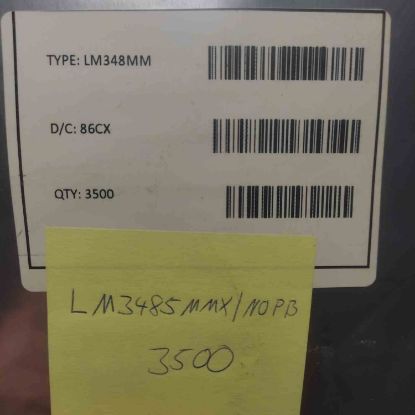 TYPE: LM348MM
D/C: 86CX
QTY: 3500
LM3485MMX/NOPB
3500